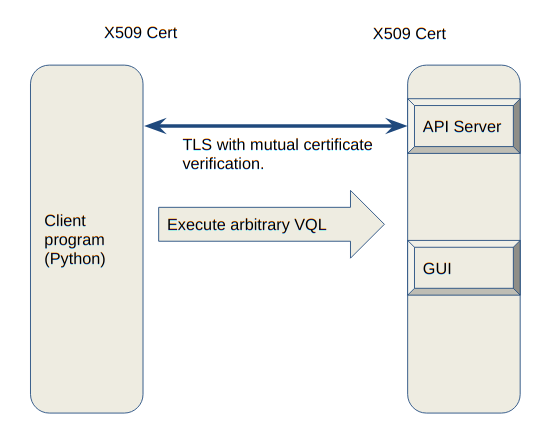 X509 Cert
X509 Cert
API Server
TLS with mutual certificate
verification.
Client
program
(Python)
Execute arbitrary VQL
GUI